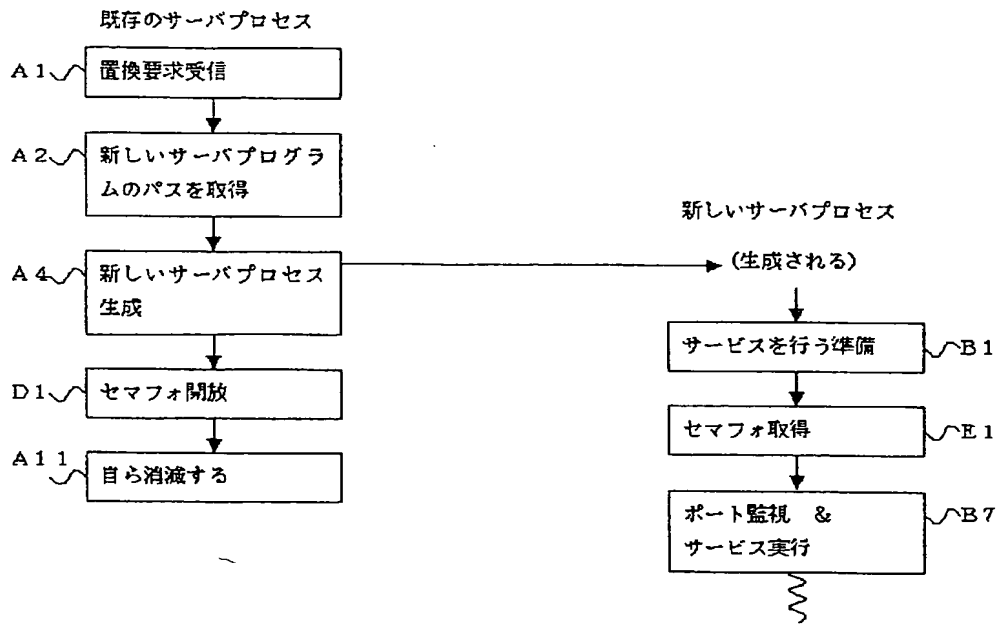 既存のサーバプロセス
A1
置換要求受信
A2
新しいサーバプログラ
ムのパスを取得
A4
新しいサーバプロセス
生成
D1
セマフォ開放
A11
自ら消滅する
新しいサーバプロセス
(生成される)
サービスを行う準備
B1
セマフォ取得
E1
ポート監視 &
サービス実行
B7